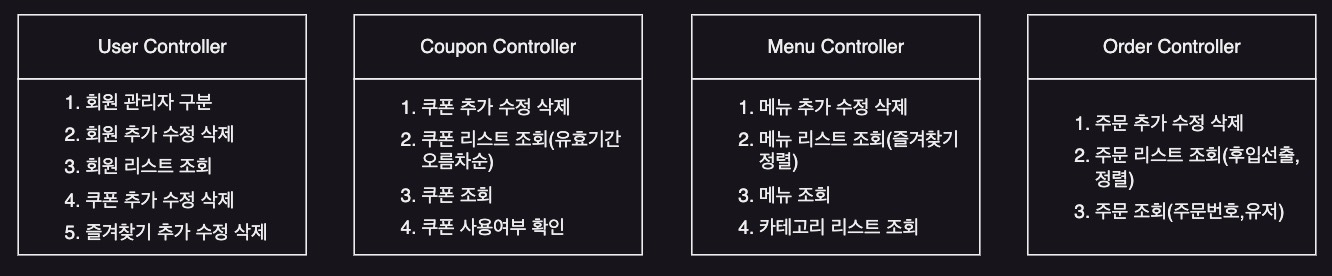 User Controller
1. 회원 관리자 구분
2. 회원 추가 수정 삭제
3. 회원 리스트 조회
4. 쿠폰 추가 수정 삭제
5. 즐겨찾기 추가 수정 삭제
Coupon Controller
1. 쿠폰 추가 수정 삭제
2. 쿠폰 리스트 조회(유효기간
오름차순)
3. 쿠폰 조회
4. 쿠폰 사용여부 확인
Menu Controller
1. 메뉴 추가 수정 삭제
2. 메뉴 리스트 조회(즐겨찾기
정렬)
3. 메뉴 조회
4. 카테고리 리스트 조회
Order Controller
1. 주문 추가 수정 삭제
2. 주문 리스트 조회(후입선출,
정렬)
3. 주문 조회(주문번호,유저)